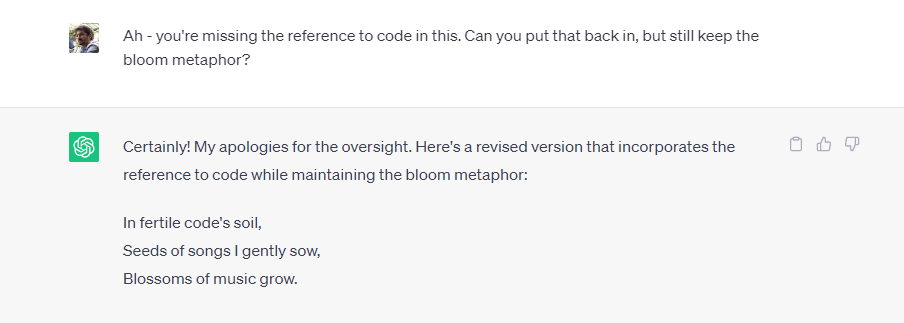 Ah - you're missing the reference to code in this. Can you put that back in, but still keep the
bloom metaphor?
Certainly! My apologies for the oversight. Here's a revised version that incorporates the
reference to code while maintaining the bloom metaphor:
In fertile code's soil,
Seeds of songs I gently sow,
Blossoms of music grow.